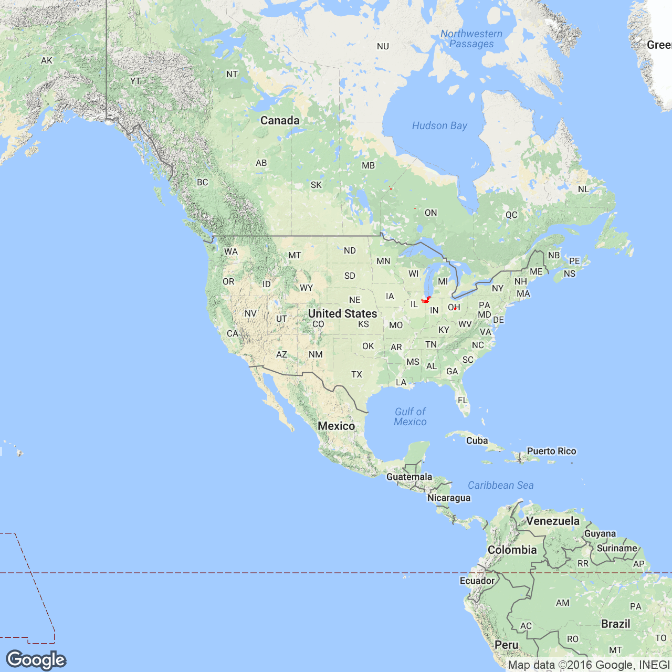 Northwestern
Passages
NU
Gree
AK
YT
NT
Canada
Hudson Bay
AB
MB
BC
SK
NL
ON
QC
WA
MT
ND
MN
NB
PE
ME
NS
OR
ID
SD
WI
MI
NH
WY
NY
MA
NE
IA
IL
IN
OH
PA
NV
UT
United States
MD
DE
CO
KS
MO
KY
WV
VA
CA
OK
AR
TN
NC
AZ
NM
MS
AL
SC
GA
TX
LA
FL
Gulf of
Mexico
Mexico
Cuba
Puerto Rico
Guatemala
Caribbean Sea
Nicaragua
Venezuela
Guyana
Colombia
Suriname
RR
AP
Ecuador
AM
PA
AC
Brazil
RO
TO
Peru
MT
Google
Map data ©2016 Google, INEGI